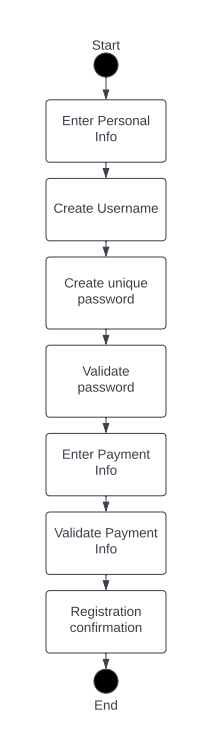 Start
Enter Personal
Info
Create Username
Create unique
password
Validate
password
Enter Payment
Info
Validate Payment
Info
Registration
confirmation
End